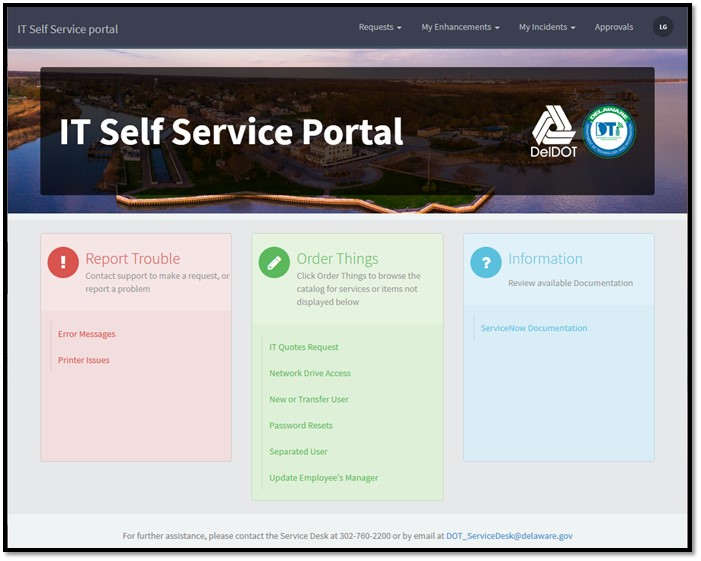 IT Self Service portal
Requests
My Enhancements
My Incidents
Approvals
LG
IT Self Service Portal
DelDOT
DELAWARE
DTI
Report Trouble
Contact support to make a request, or
report a problem
Error Messages
Printer Issues
Order Things
Click Order Things to browse the
catalog for services or items not
displayed below
IT Quotes Request
Network Drive Access
New or Transfer User
Password Resets
Separated User
Update Employee's Manager
Information
Review available Documentation
ServiceNow Documentation
For further assistance, please contact the Service Desk at 302-760-2200 or by email at DOT_ServiceDesk@delaware.gov